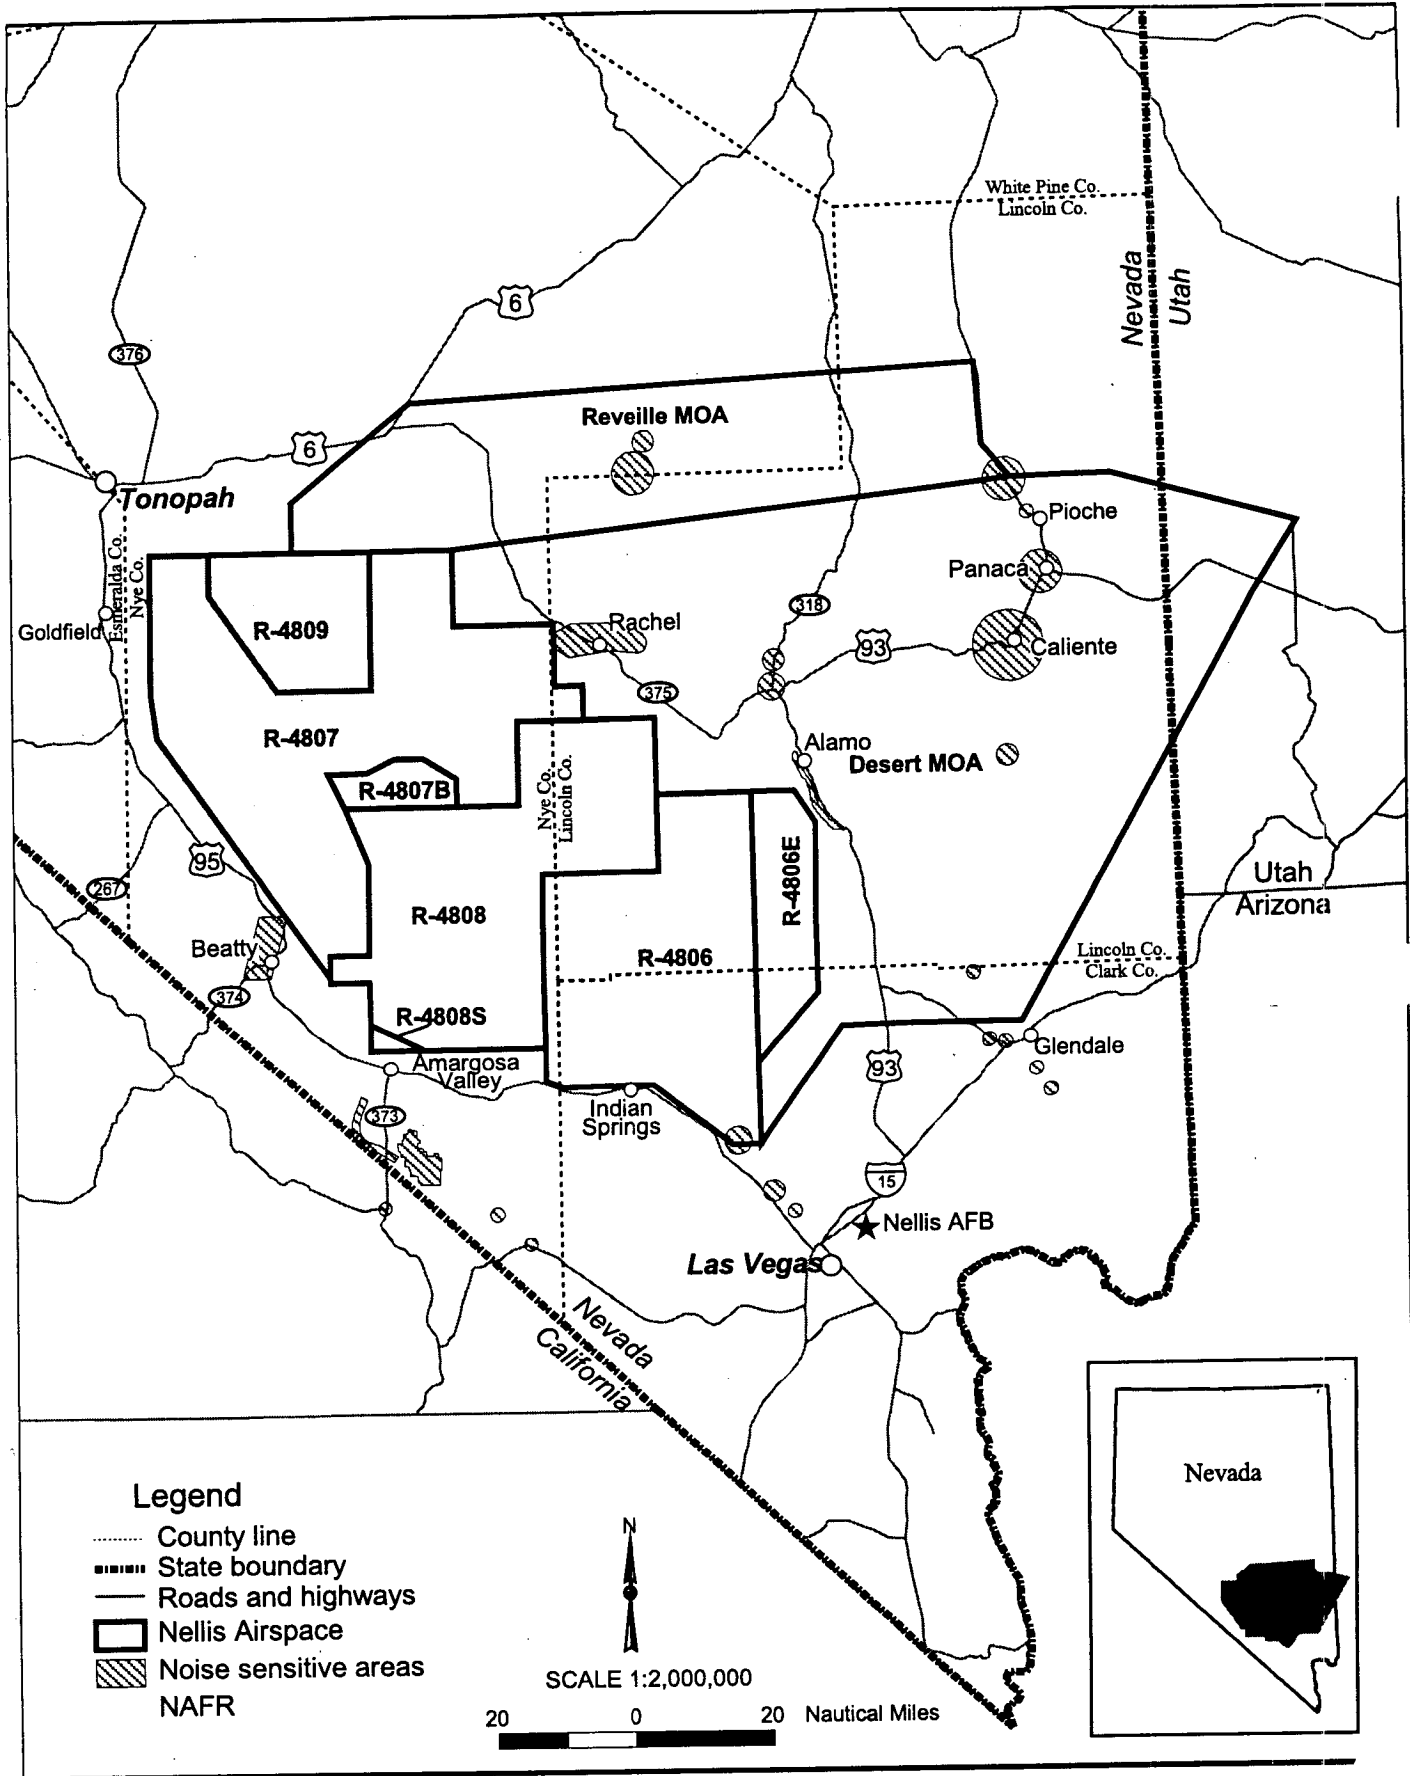 White Pine Co.
Lincoln Co.
Nevada
Utah
6
376
Reveille MOA
6
Tonopah
Pioche
Esmeralda Co.
Nye Co.
Panaca
318
Goldfield
R-4809
Rachel
93
Caliente
375
R-4807
Alamo
Desert MOA
R-4807B
Nye Co.
Lincoln Co.
95
R-4806E
267
Utah
Arizona
R-4808
Beatty
R-4806
Lincoln Co.
Clark Co.
374
R-4808S
Amargosa
Valley
Glendale
93
373
Indian
Springs
15
Nellis AFB
Las Vegas
Nevada
California
Nevada
Legend
County line
State boundary
Roads and highways
Nellis Airspace
Noise sensitive areas
NAFR
N
SCALE 1:2,000,000
20 0 20 Nautical Miles